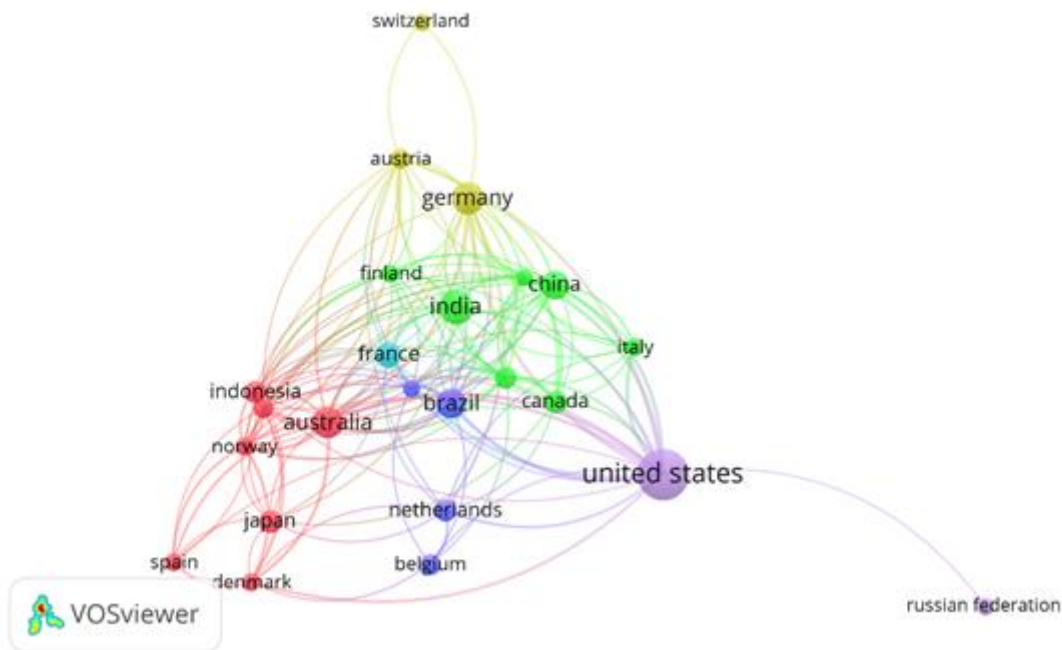 switzerland
austria
germany
finland
china
india
italy
france
indonesia
brazil
canada
australia
norway
united states
netherlands
japan
spain
belgium
denmark
russian federation
VOSviewer